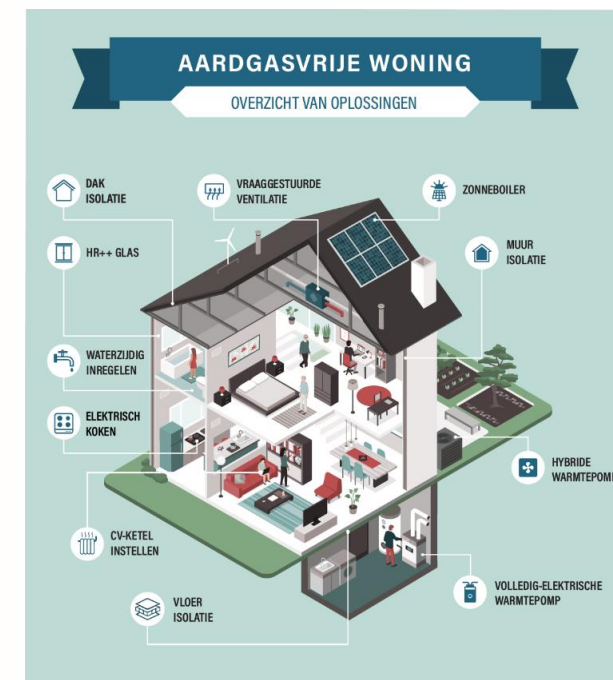 AARDGASVRIJE WONING
OVERZICHT VAN OPLOSSINGEN
DAK
ISOLATIE
VRAAGGESTUURDE
VENTILATIE
ZONNEBOILER
HR++ GLAS
MUUR
ISOLATIE
WATERZIJDIG
INREGELEN
ELEKTRISCH
KOKEN
HYBRIDE
WARMTEPOMP
CV-KETEL
INSTELLEN
VOLLEDIG-ELEKTRISCHE
WARMTEPOMP
VLOER
ISOLATIE